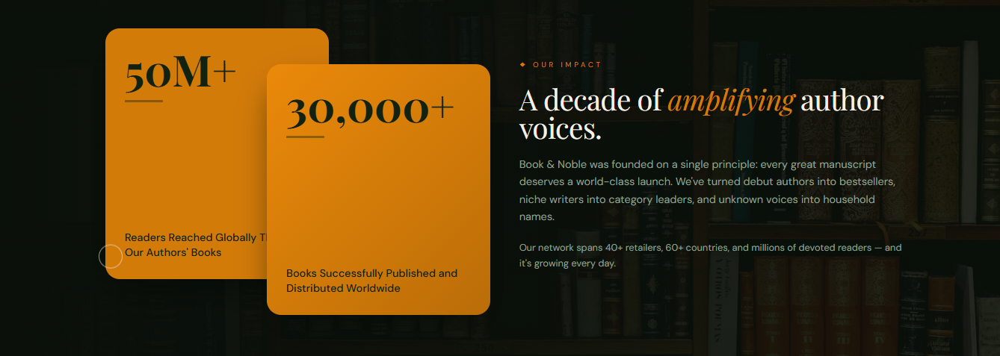 50M+
Readers Reached Globally
Our Authors' Books
30,000+
Books Successfully Published and
Distributed Worldwide
OUR IMPACT
A decade of amplifying author
voices.
Book & Noble was founded on a single principle: every great manuscript
deserves a world-class launch. We've turned debut authors into bestsellers,
niche writers into category leaders, and unknown voices into household
names.
Our network spans 40+ retailers, 60+ countries, and millions of devoted readers — and
it's growing every day.